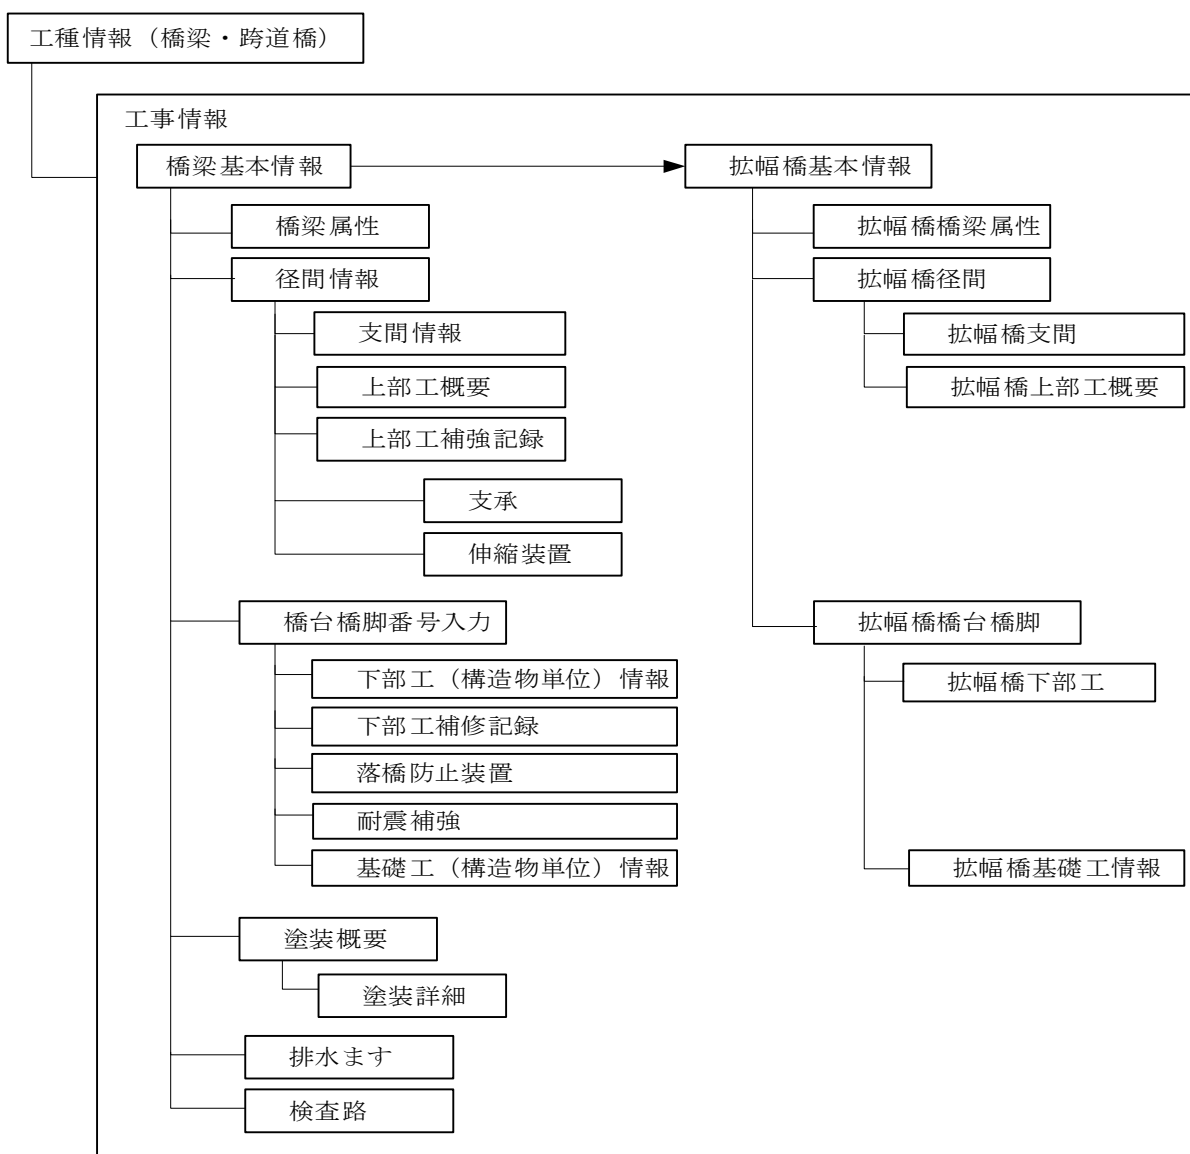 工種情報（橋梁・跨道橋）
工事情報
橋梁基本情報
橋梁属性
径間情報
支間情報
上部工概要
上部工補強記録
支承
伸縮装置
橋台橋脚番号入力
下部工（構造物単位）情報
下部工補修記録
落橋防止装置
耐震補強
基礎工（構造物単位）情報
塗装概要
塗装詳細
排水ます
検査路
拡幅橋基本情報
拡幅橋橋梁属性
拡幅橋径間
拡幅橋支間
拡幅橋上部工概要
拡幅橋橋台橋脚
拡幅橋下部工
拡幅橋基礎工情報